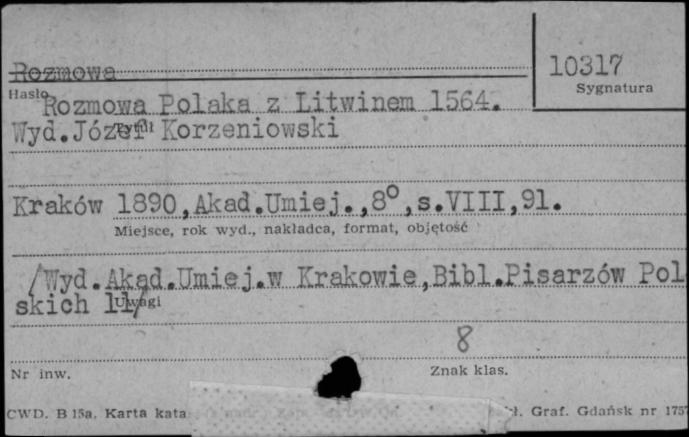 Rozmowa
10317
Hasło
Sygnatura
Rozmowa Polaka z Litwinem 1564.
Wyd.Józef Korzeniowski
Tytuł
Kraków 1890,Akad.Umiej.,8°,s.VIII,91.
Miejsce, rok wyd., nakładca, format, objętość
/Wyd.Akad.Umiej.w Krakowie,Bibl.Pisarzów Pol
skich 11/
Uwagi
8
Nr inw.
Znak klas.
CWD. B 15a. Karta kata
ł. Graf. Gdańsk nr 1757